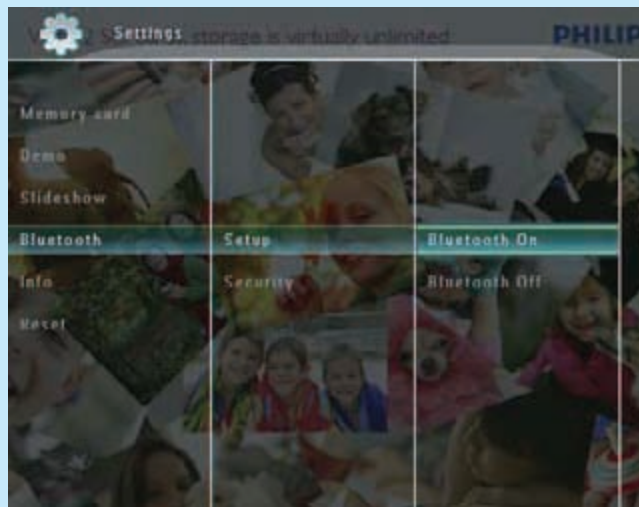 Settings
storage is virtually unlimited
PHILIP
Memory card
Demo
Slideshow
Bluetooth Setup Bluetooth On
Info Security Bluetooth Off
Reset